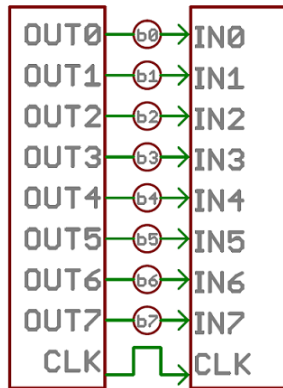 OUT0 b0 IN0
OUT1 b1 IN1
OUT2 b2 IN2
OUT3 b3 IN3
OUT4 b4 IN4
OUT5 b5 IN5
OUT6 b6 IN6
OUT7 b7 IN7
CLK CLK